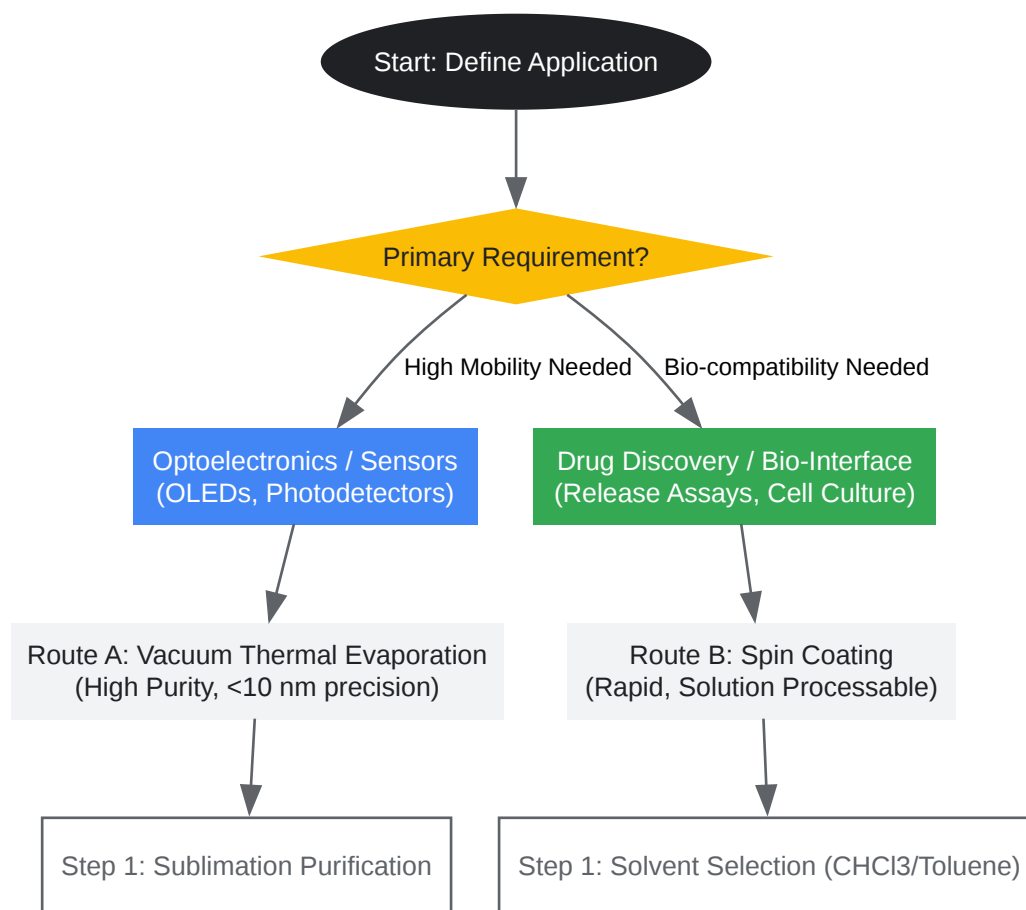 Start: Define Application
Primary Requirement?
High Mobility Needed
Bio-compatibility Needed
Optoelectronics / Sensors
(OLEDs, Photodetectors)
Drug Discovery / Bio-Interface
(Release Assays, Cell Culture)
Route A: Vacuum Thermal Evaporation
(High Purity, <10 nm precision)
Route B: Spin Coating
(Rapid, Solution Processable)
Step 1: Sublimation Purification
Step 1: Solvent Selection (CHCl3/Toluene)